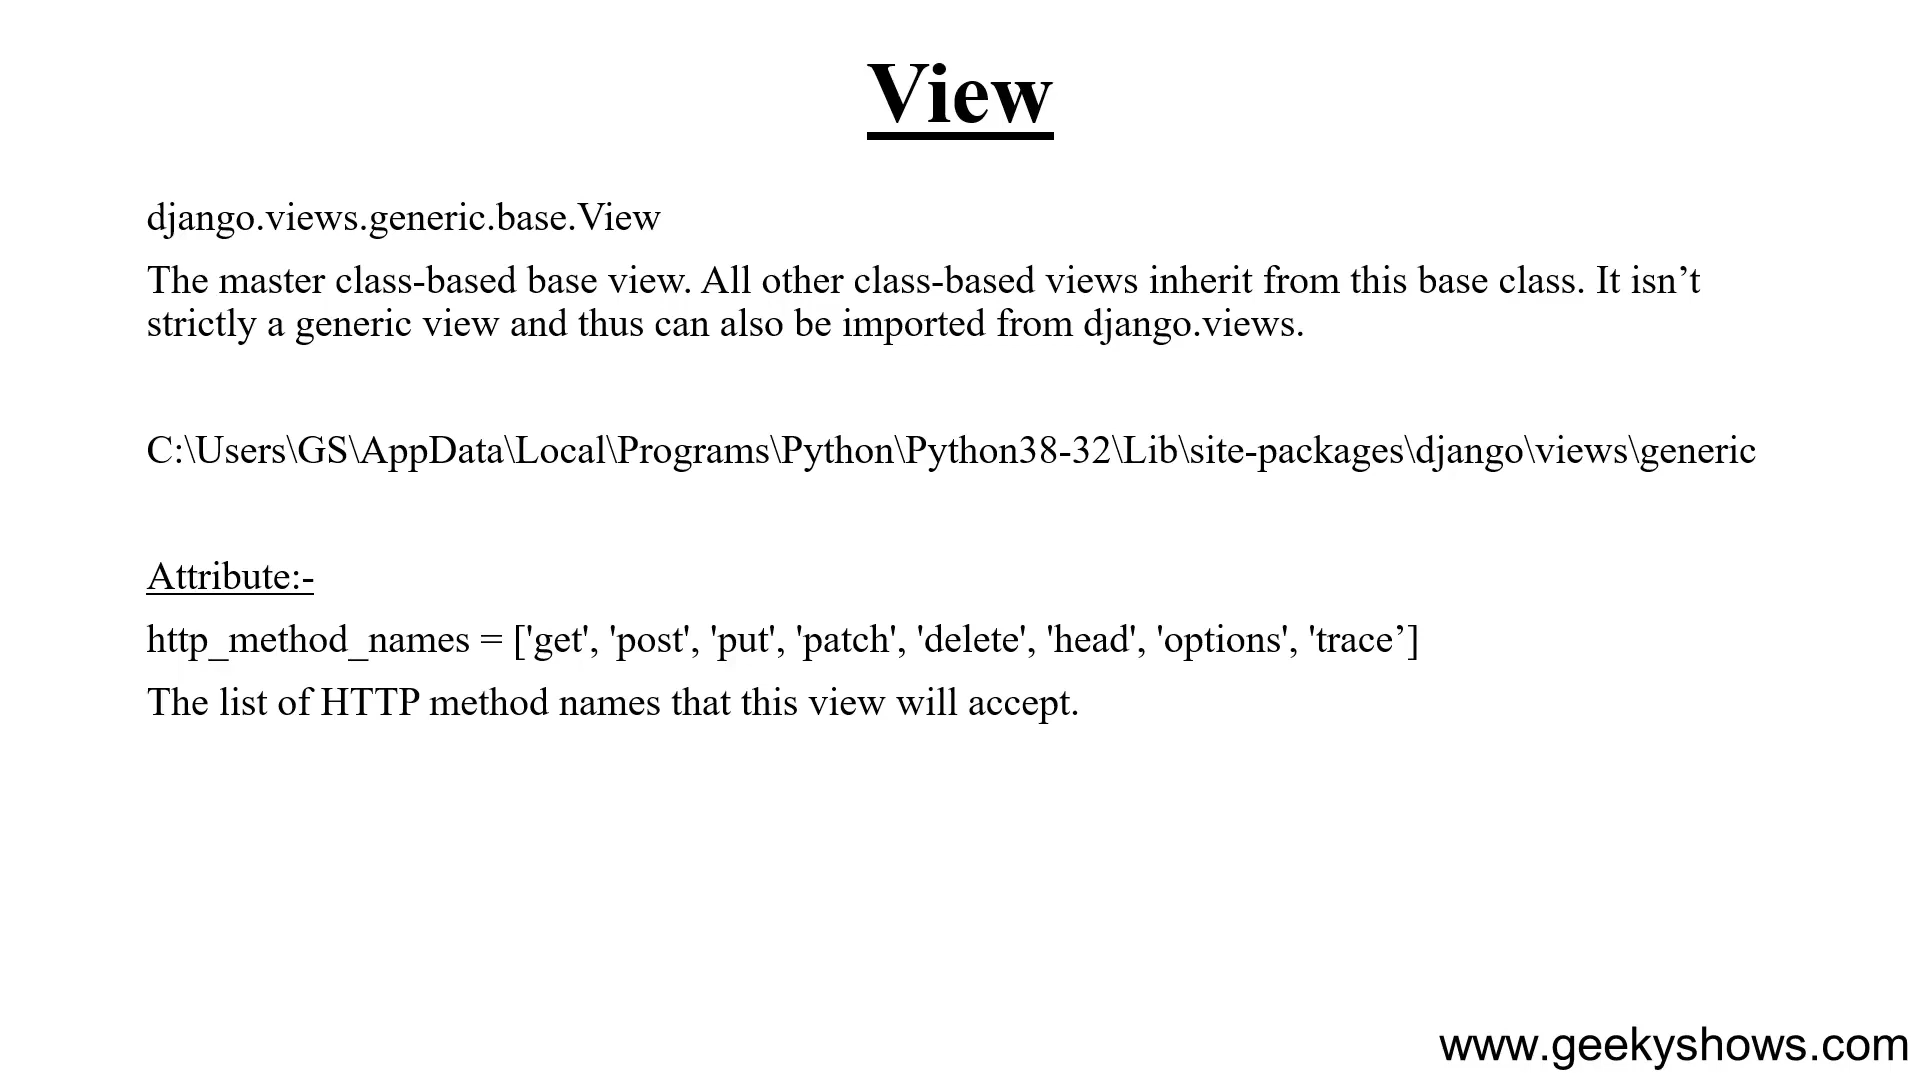 View
django.views.generic.base.View
The master class-based base view. All other class-based views inherit from this base class. It isn’t
strictly a generic view and thus can also be imported from django.views.
C:\Users\GS\AppData\Local\Programs\Python\Python38-32\Lib\site-packages\django\views\generic
Attribute:-
http_method_names = ['get', 'post', 'put', 'patch', 'delete', 'head', 'options', 'trace’]
The list of HTTP method names that this view will accept.
www.geekyshows.com